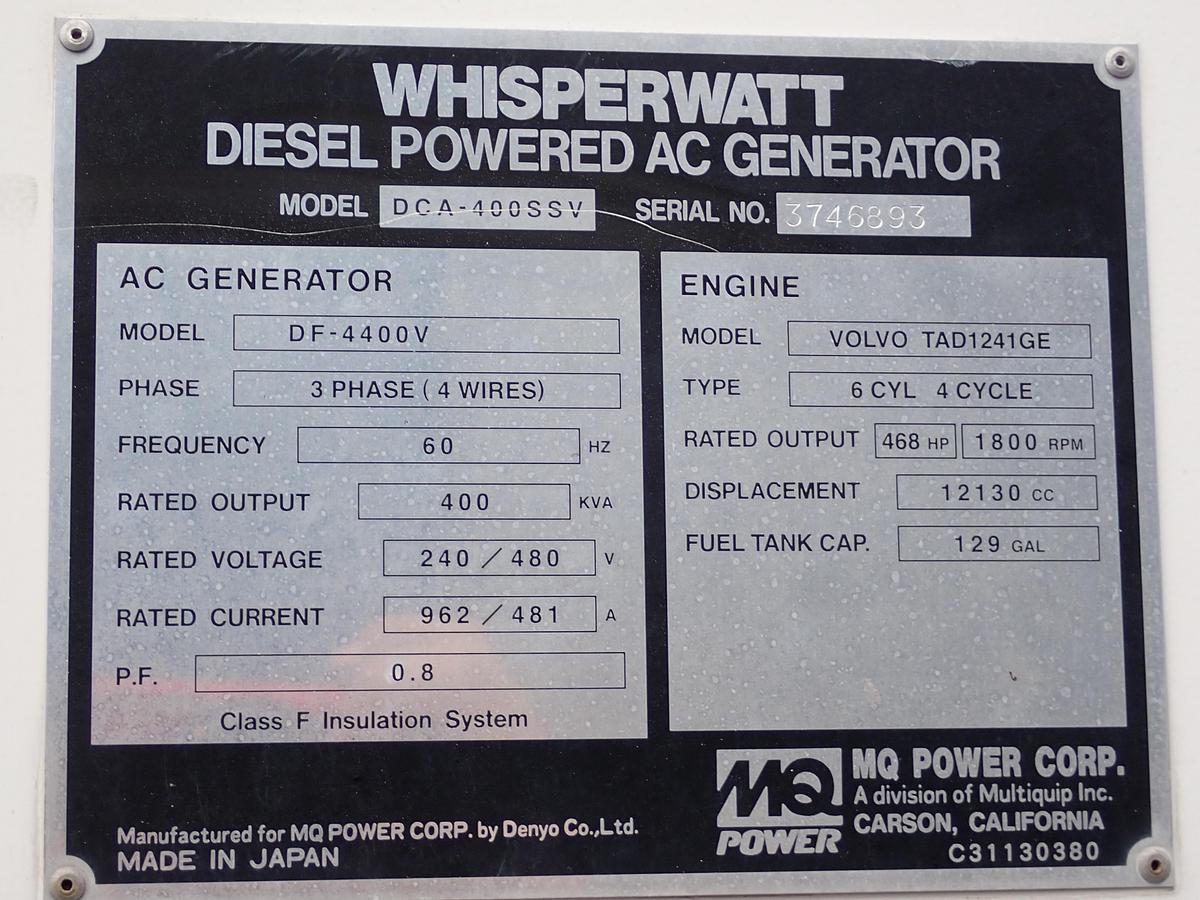 WHISPERWATT
DIESEL POWERED AC GENERATOR
MODEL DCA-400SSV SERIAL NO. 3746893
AC GENERATOR
MODEL DF-4400V
PHASE 3 PHASE ( 4 WIRES)
FREQUENCY 60 HZ
RATED OUTPUT 400 KVA
RATED VOLTAGE 240 / 480 V
RATED CURRENT 962 / 481 A
P.F. 0.8
Class F Insulation System
ENGINE
MODEL VOLVO TAD1241GE
TYPE 6 CYL 4 CYCLE
RATED OUTPUT 468 HP 1800 RPM
DISPLACEMENT 12130 CC
FUEL TANK CAP. 129 GAL
Manufactured for MQ POWER CORP. by Denyo Co.,Ltd.
MADE IN JAPAN
MQ
POWER
MQ POWER CORP.
A division of Multiquip Inc.
CARSON, CALIFORNIA
C31130380